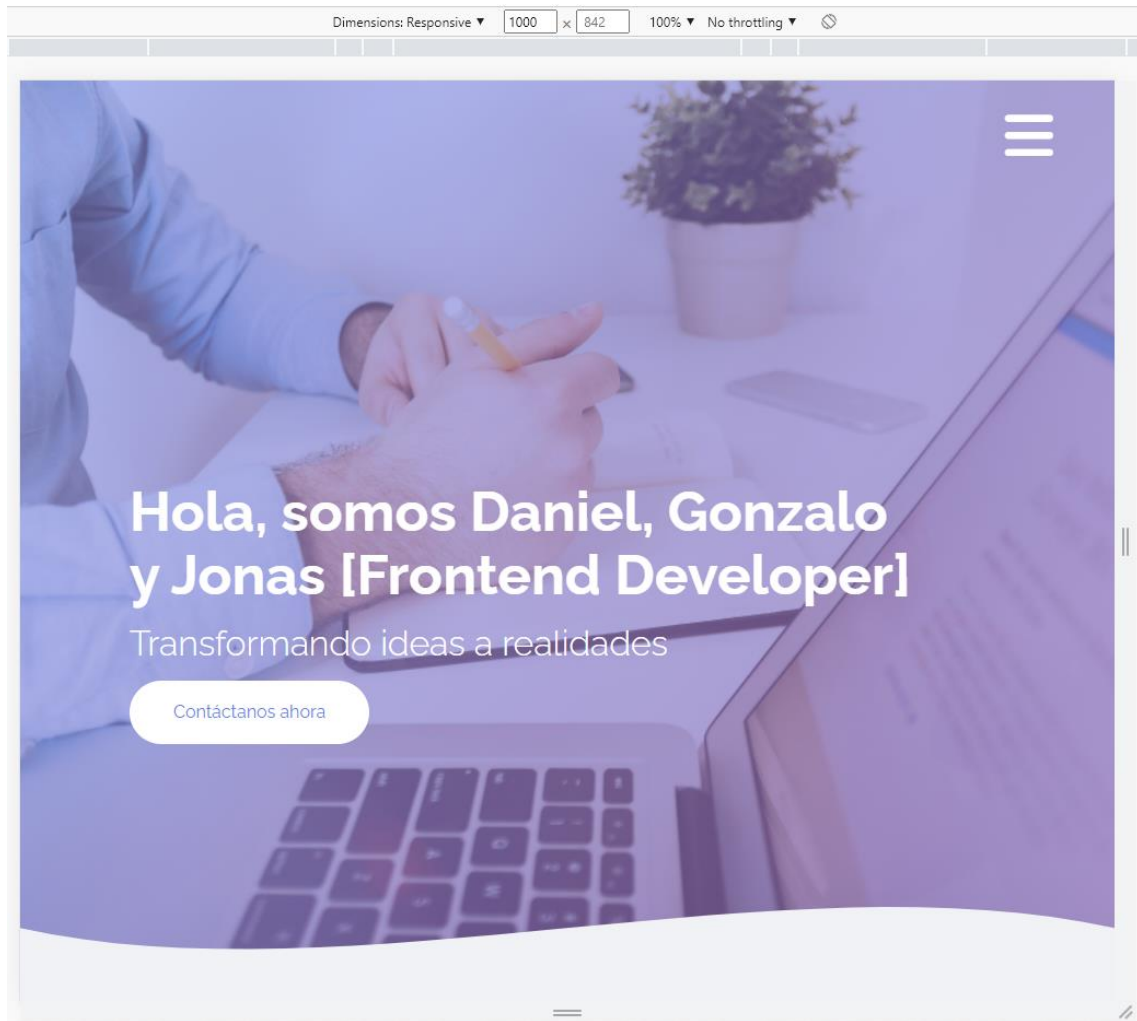 Dimensions: Responsive ▼ 1000 x 842 100% ▼ No throttling ▼
Hola, somos Daniel, Gonzalo
y Jonas [Frontend Developer]
Transformando ideas a realidades
Contáctanos ahora